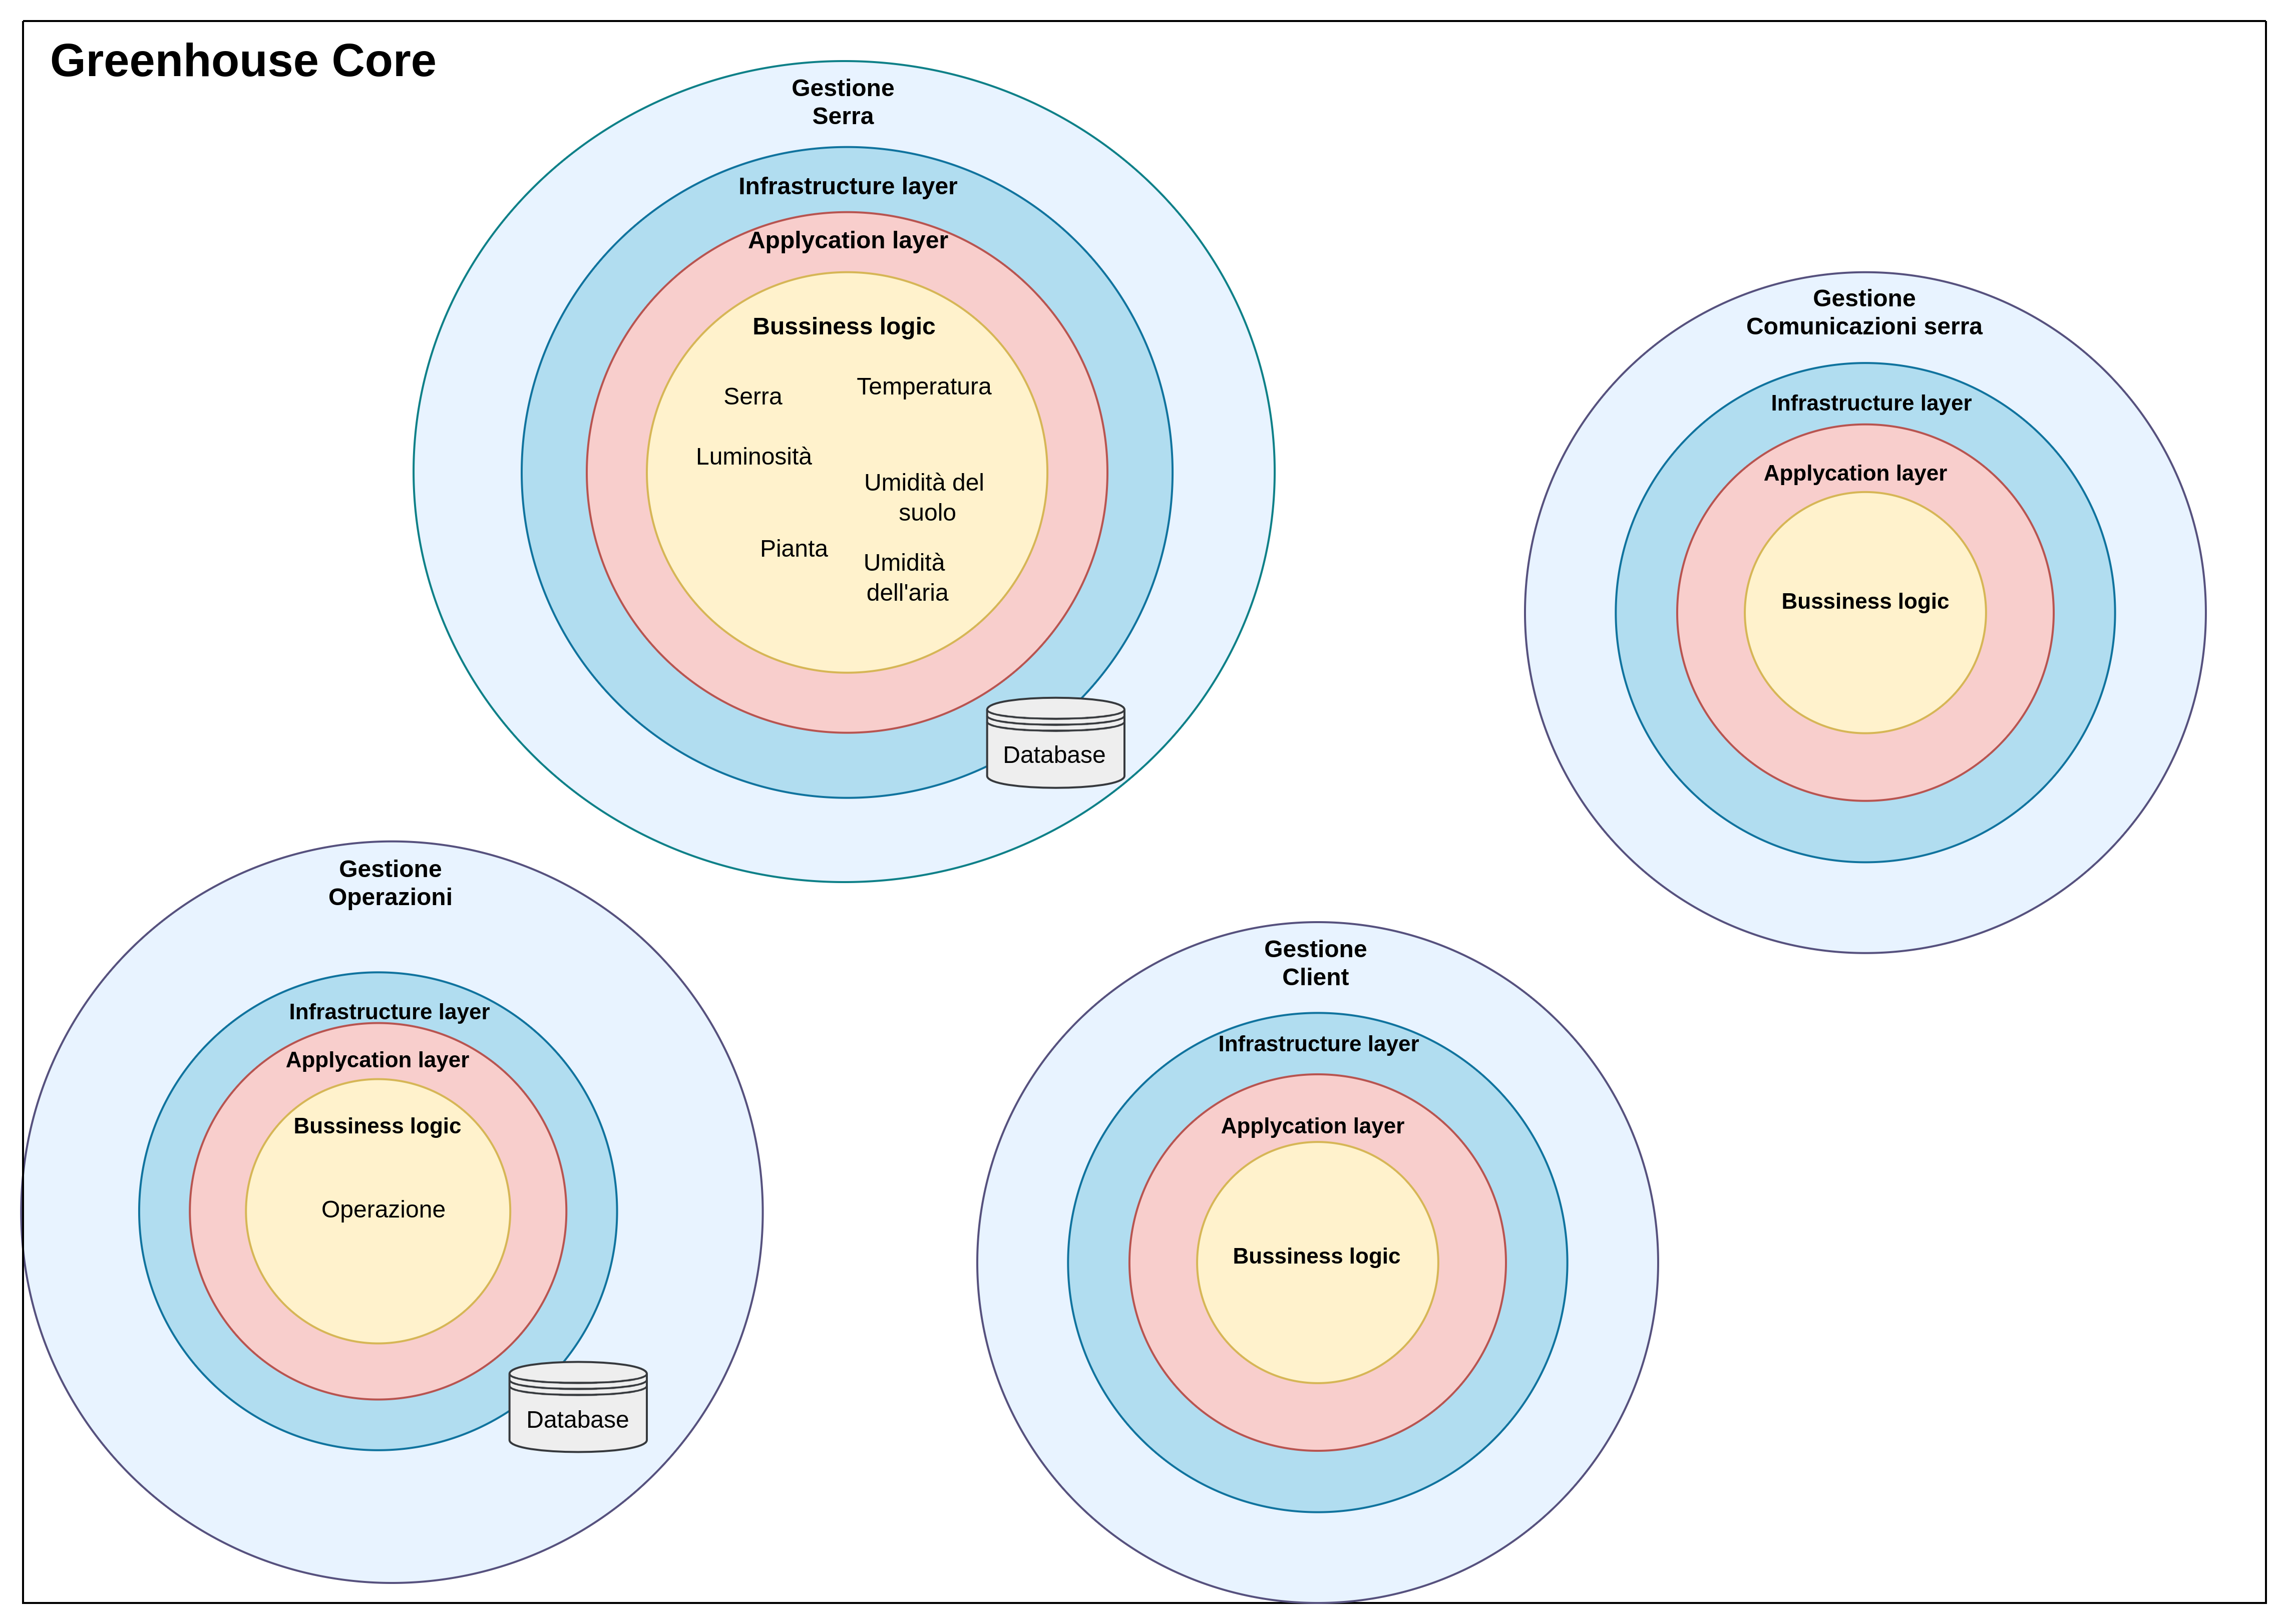 Greenhouse Core
Gestione
Serra
Infrastructure layer
Applycation layer
Bussiness logic
Serra
Temperatura
Luminosità
Umidità del
suolo
Pianta
Umidità
dell'aria
Database
Gestione
Comunicazioni serra
Infrastructure layer
Applycation layer
Bussiness logic
Gestione
Operazioni
Infrastructure layer
Applycation layer
Bussiness logic
Operazione
Database
Gestione
Client
Infrastructure layer
Applycation layer
Bussiness logic